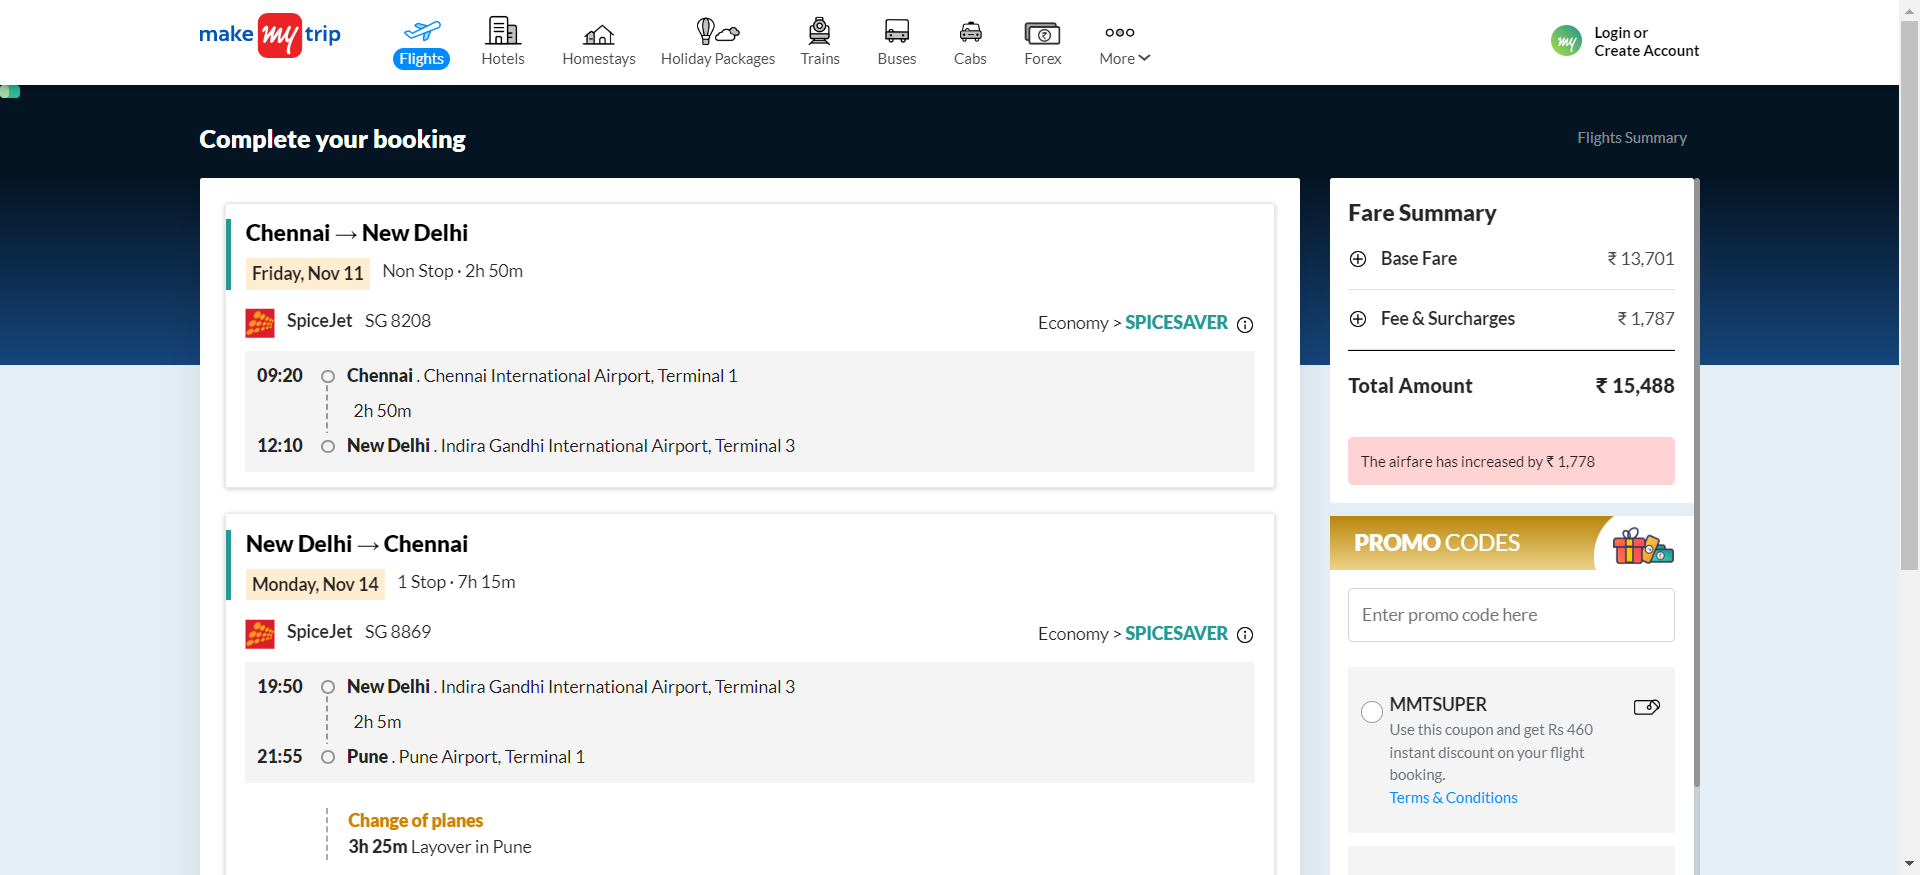 make my trip
Flights
Hotels
Homestays
Holiday Packages
Trains
Buses
Cabs
Forex
More
my
Login or
Create Account
Complete your booking
Flights Summary
Chennai → New Delhi
Friday, Nov 11 Non Stop · 2h 50m
SpiceJet SG 8208
Economy > SPICESAVER
09:20 Chennai . Chennai International Airport, Terminal 1
2h 50m
12:10 New Delhi . Indira Gandhi International Airport, Terminal 3
New Delhi → Chennai
Monday, Nov 14 1 Stop · 7h 15m
SpiceJet SG 8869
Economy > SPICESAVER
19:50 New Delhi . Indira Gandhi International Airport, Terminal 3
2h 5m
21:55 Pune . Pune Airport, Terminal 1
Change of planes
3h 25m Layover in Pune
Fare Summary
Base Fare ₹ 13,701
Fee & Surcharges ₹ 1,787
Total Amount ₹ 15,488
The airfare has increased by ₹ 1,778
PROMO CODES
Enter promo code here
MMTSUPER
Use this coupon and get Rs 460
instant discount on your flight
booking.
Terms & Conditions